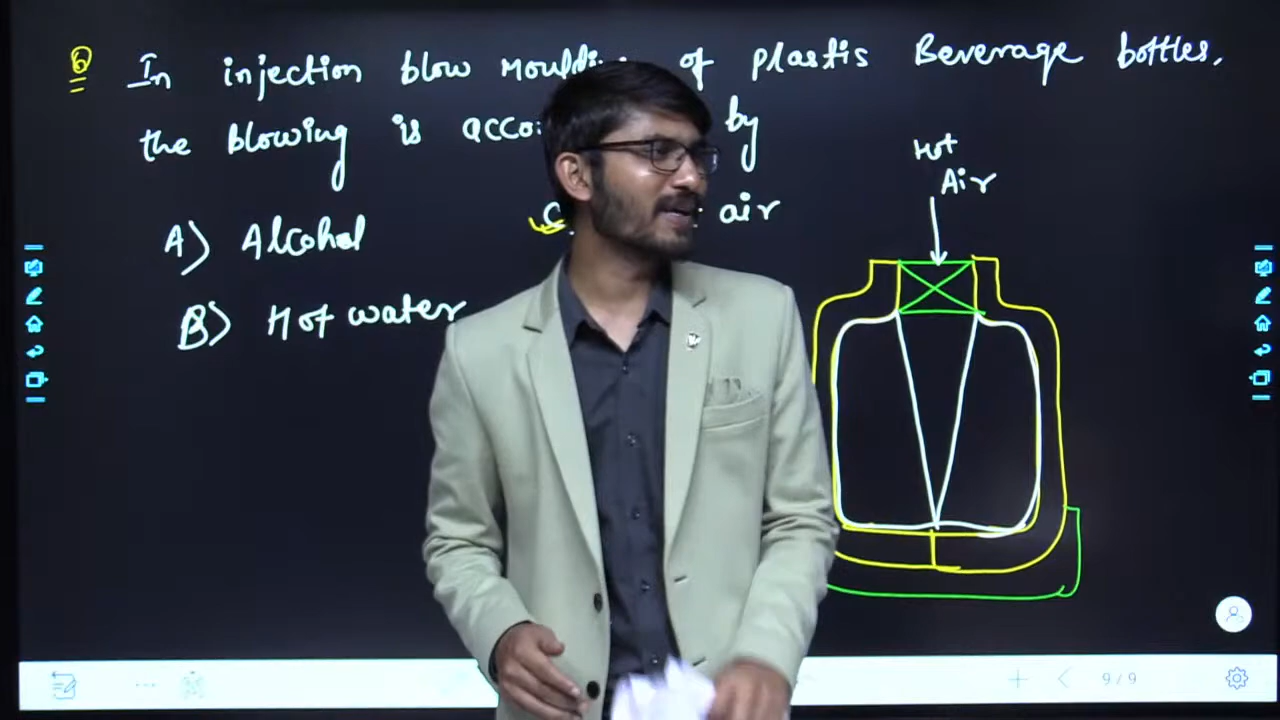 6 In injection blow of plastis Beverage bottles.
the blowing is by
A) Alcohol
air
B) Hot water
Hot
Air
9/9